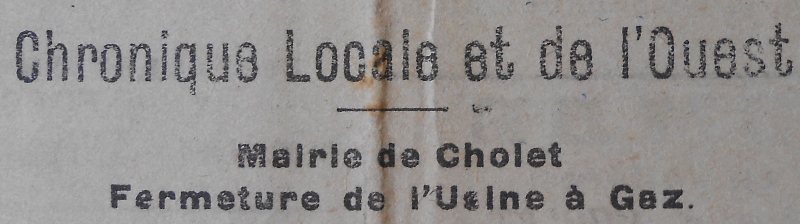 Chronique Locale et de l'Ouest
Mairie de Cholet
Fermeture de l'Usine à Gaz.